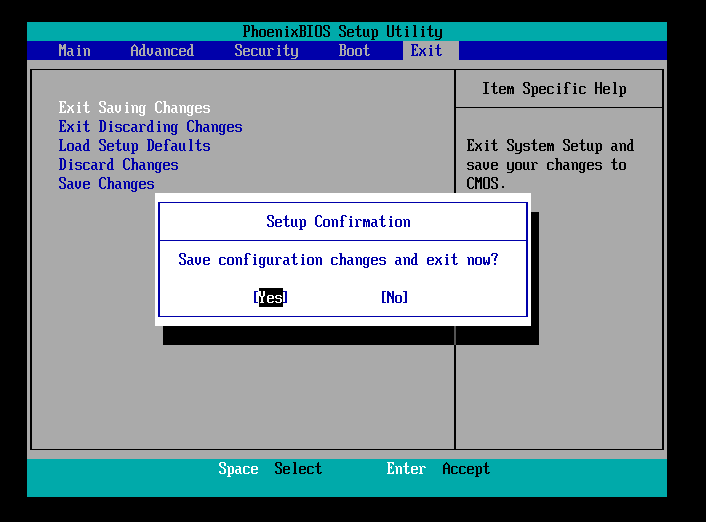 PhoenixBIOS Setup Utility
Main Advanced Security Boot Exit
Exit Saving Changes
Exit Discarding Changes
Load Setup Defaults
Discard Changes
Save Changes
Item Specific Help
Exit System Setup and
save your changes to
CMOS.
Setup Confirmation
Save configuration changes and exit now?
[Yes] [No]
Space Select Enter Accept